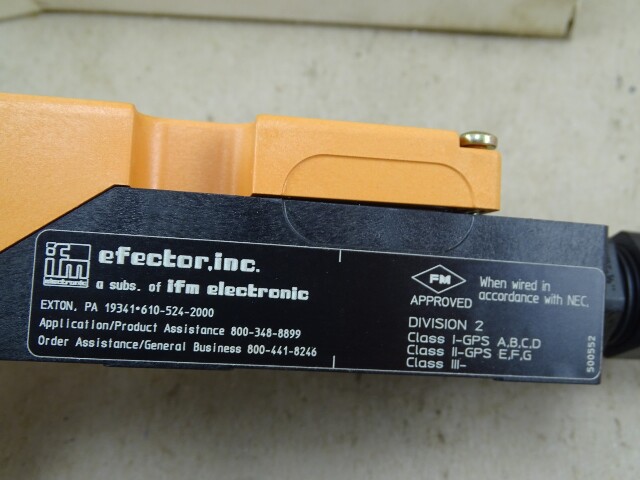 ifm
electronic
efector,inc.
a subs. of ifm electronic
EXTON, PA 19341•610-524-2000
Application/Product Assistance 800-348-8899
Order Assistance/General Business 800-441-8246
FM
APPROVED
When wired in
accordance with NEC.
DIVISION 2
Class I-GPS A,B,C,D
Class II-GPS E,F,G
Class III-
500552